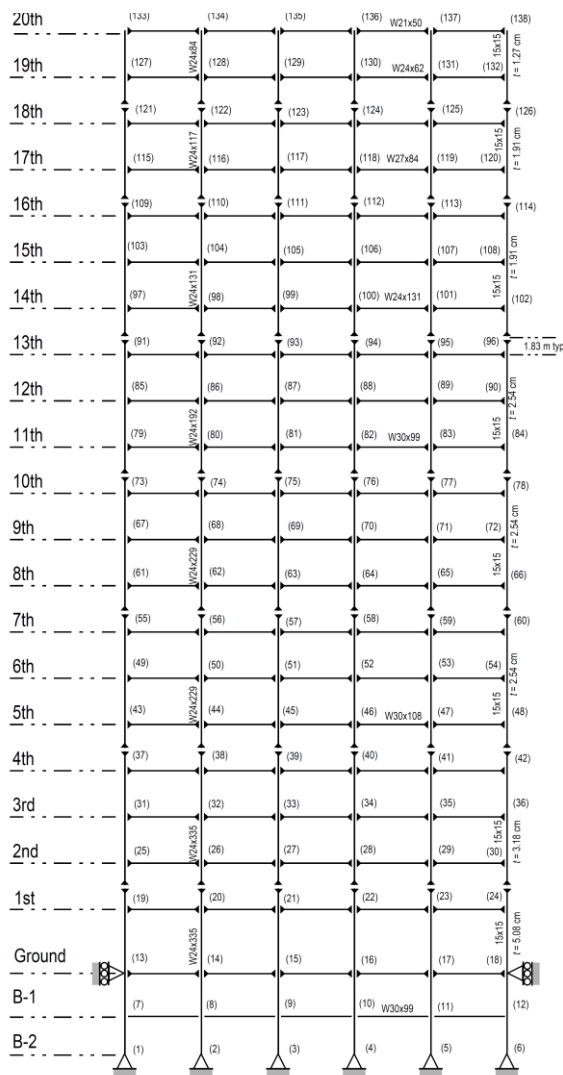 20th (133) (134) (135) (136) W21x50 (137) (138)
W24x84 15x15 t = 1.27 cm
19th (127) (128) (129) (130) W24x62 (131) (132)
18th (121) (122) (123) (124) (125) (126)
W24x117 15x15 t = 1.91 cm
17th (115) (116) (117) (118) W27x84 (119) (120)
16th (109) (110) (111) (112) (113) (114)
15th (103) (104) (105) (106) (107) (108)
W24x131 15x15 t = 1.91 cm
14th (97) (98) (99) (100) W24x131 (101) (102)
13th (91) (92) (93) (94) (95) (96) 1.83 m typ
12th (85) (86) (87) (88) (89) (90)
W24x192 15x15 t = 2.54 cm
11th (79) (80) (81) (82) W30x99 (83) (84)
10th (73) (74) (75) (76) (77) (78)
9th (67) (68) (69) (70) (71) (72)
W24x229 15x15 t = 2.54 cm
8th (61) (62) (63) (64) (65) (66)
7th (55) (56) (57) (58) (59) (60)
6th (49) (50) (51) (52 (53) (54)
W24x229 15x15 t = 2.54 cm
5th (43) (44) (45) (46) W30x108 (47) (48)
4th (37) (38) (39) (40) (41) (42)
3rd (31) (32) (33) (34) (35) (36)
W24x335 15x15 t = 3.18 cm
2nd (25) (26) (27) (28) (29) (30)
1st (19) (20) (21) (22) (23) (24)
W24x335 15x15 t = 5.08 cm
Ground (13) (14) (15) (16) (17) (18)
B-1 (7) (8) (9) (10) W30x99 (11) (12)
B-2 (1) (2) (3) (4) (5) (6)